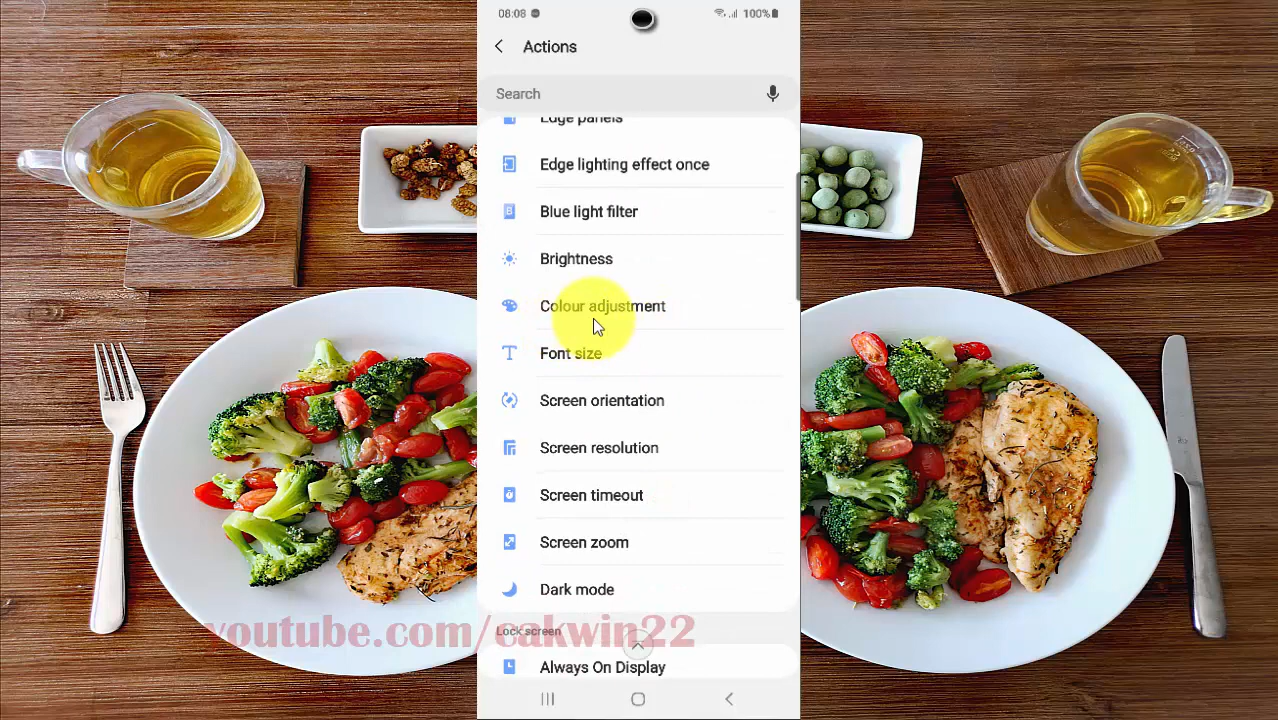 08:08 100%
Actions
Search
Edge panels
Edge lighting effect once
Blue light filter
Brightness
Colour adjustment
Font size
Screen orientation
Screen resolution
Screen timeout
Screen zoom
Dark mode
youtube.com/cakwin22
Lock screen
Always On Display